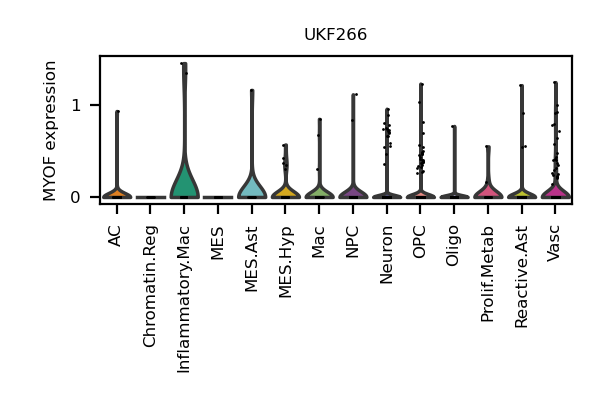 UKF266
MYOF expression
1
0
AC
Chromatin.Reg
Inflammatory.Mac
MES
MES.Ast
MES.Hyp
Mac
NPC
Neuron
OPC
Oligo
Prolif.Metab
Reactive.Ast
Vasc